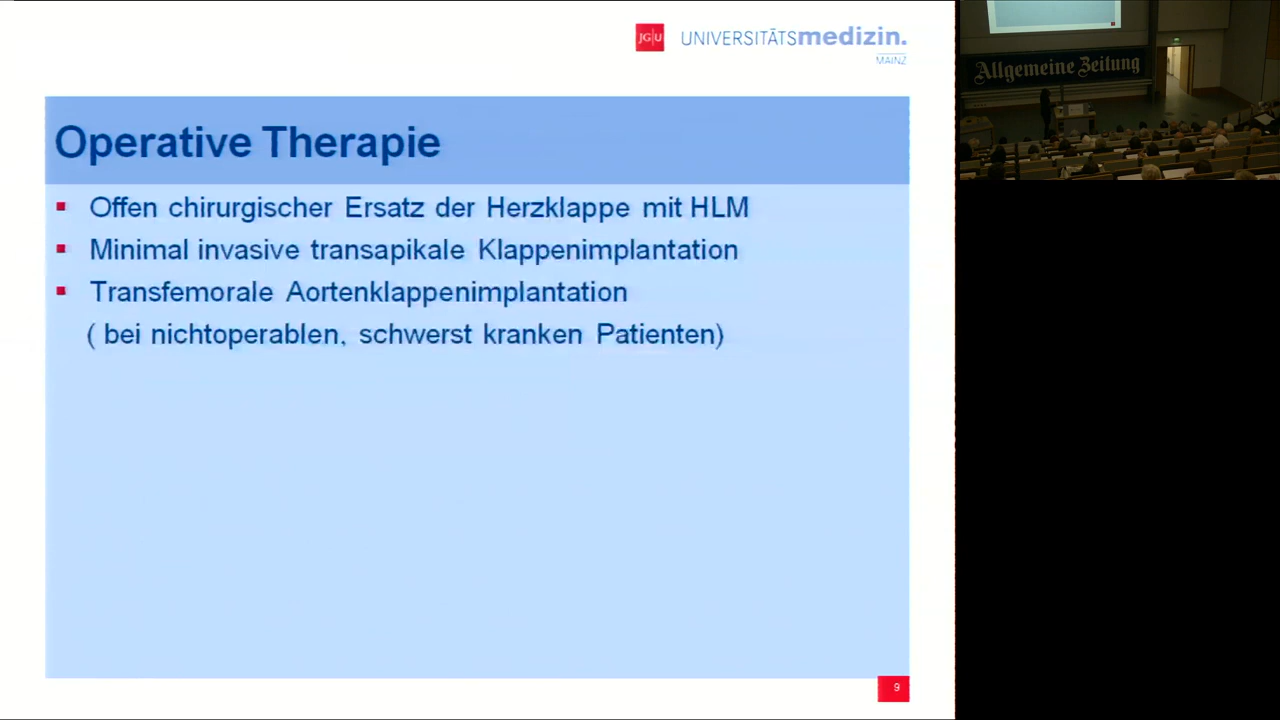 JG|U UNIVERSITÄTSmedizin.
MAINZ
Operative Therapie
▪ Offen chirurgischer Ersatz der Herzklappe mit HLM
▪ Minimal invasive transapikale Klappenimplantation
▪ Transfemorale Aortenklappenimplantation
( bei nichtoperablen, schwerst kranken Patienten)
9
Allgemeine Zeitung